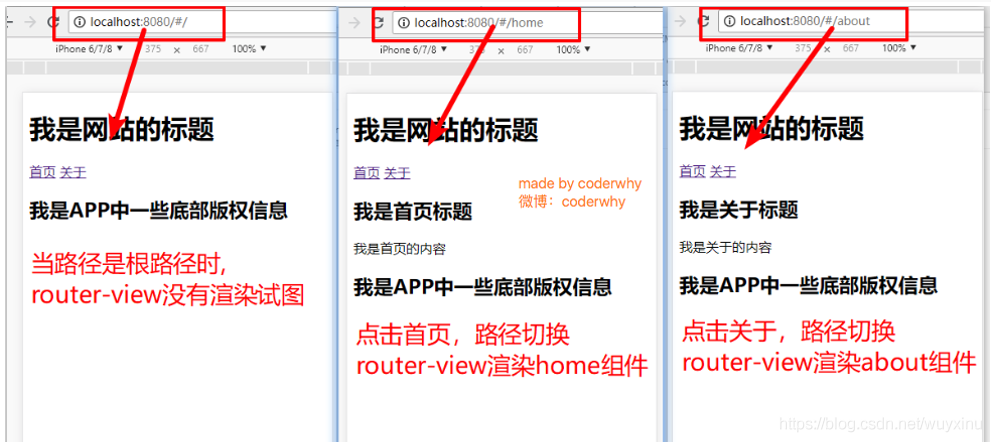 localhost:8080/#/
iPhone 6/7/8 ▼ 375 × 667 100% ▼
我是网站的标题
首页 关于
我是APP中一些底部版权信息
当路径是根路径时,
router-view没有渲染试图
localhost:8080/#/home
iPhone 6/7/8 ▼ 375 × 667 100% ▼
我是网站的标题
首页 关于
made by coderwhy
微博：coderwhy
我是首页标题
我是首页的内容
我是APP中一些底部版权信息
点击首页，路径切换
router-view渲染home组件
localhost:8080/#/about
iPhone 6/7/8 ▼ 375 × 667 100% ▼
我是网站的标题
首页 关于
我是关于标题
我是关于的内容
我是APP中一些底部版权信息
点击关于，路径切换
router-view渲染about组件
https://blog.csdn.net/wuyxinu